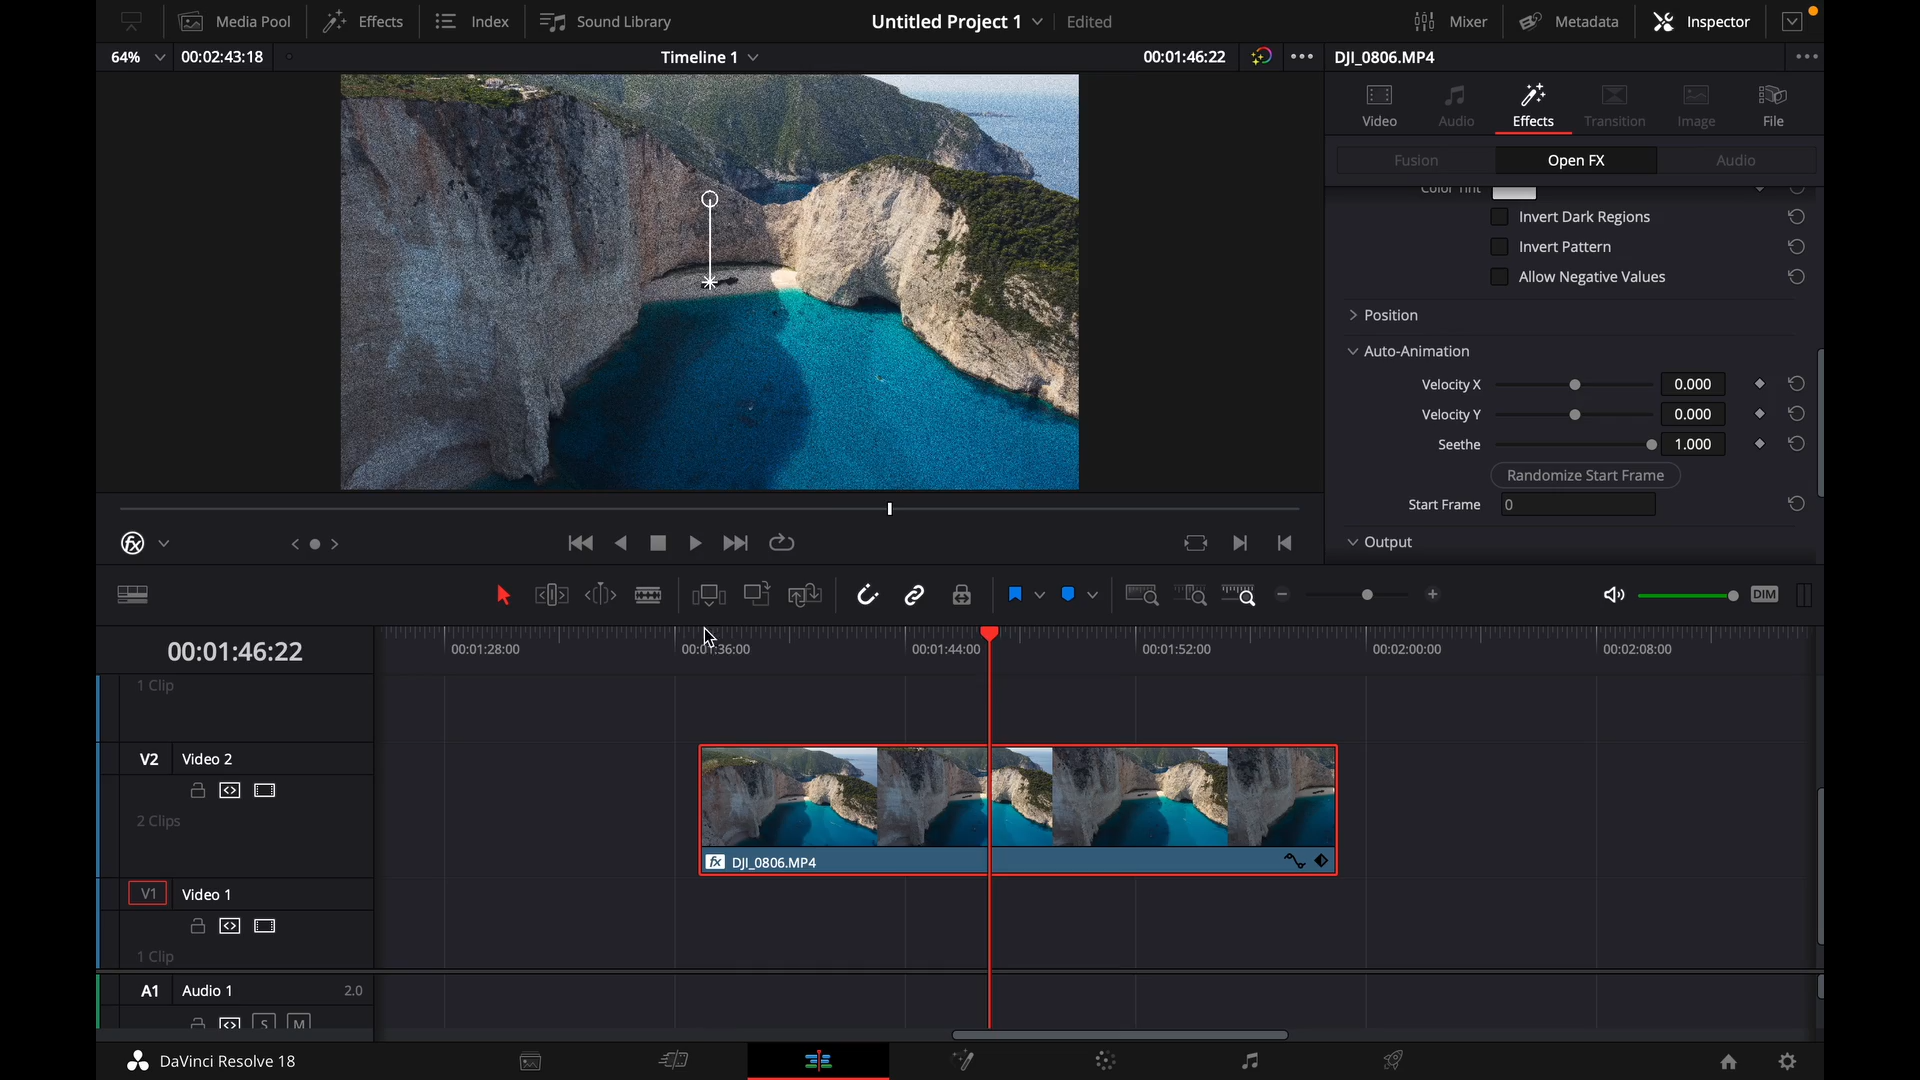 Media Pool
Effects
Index
Sound Library
Untitled Project 1
Edited
Mixer
Metadata
Inspector
64%
00:02:43:18
Timeline 1
00:01:46:22
DJI_0806.MP4
Video
Audio
Effects
Transition
Image
File
Fusion
Open FX
Audio
Color Tint
Invert Dark Regions
Invert Pattern
Allow Negative Values
Position
Auto-Animation
Velocity X 0.000
Velocity Y 0.000
Seethe 1.000
Randomize Start Frame
Start Frame 0
Output
DIM
00:01:46:22
00:01:28:00
00:01:36:00
00:01:44:00
00:01:52:00
00:02:00:00
00:02:08:00
1 Clip
V2 Video 2
2 Clips
fx DJI_0806.MP4
V1 Video 1
1 Clip
A1 Audio 1 2.0
S M
DaVinci Resolve 18